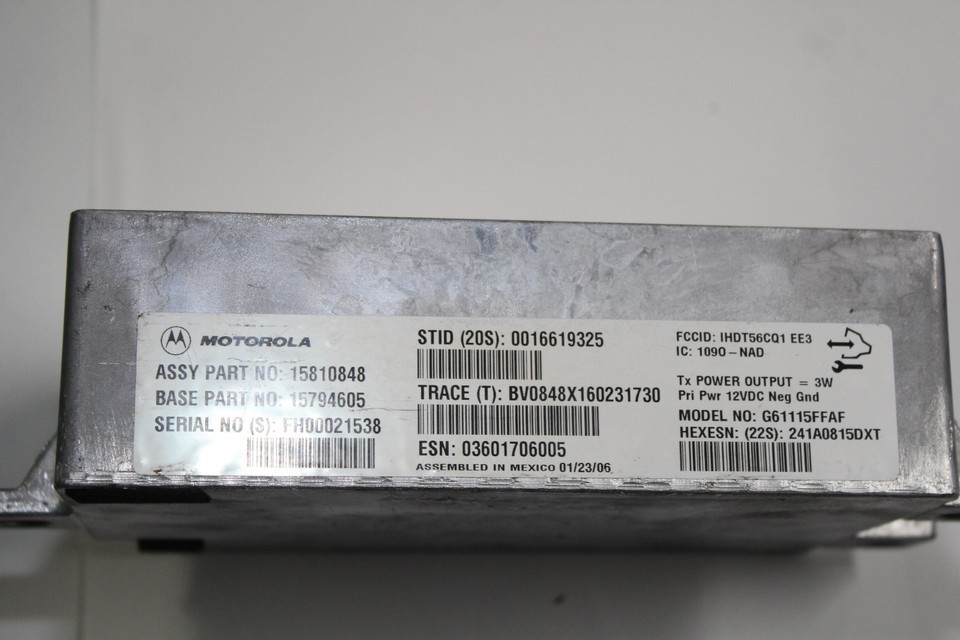 MOTOROLA
ASSY PART NO: 15810848
BASE PART NO: 15794605
SERIAL NO (S): FH00021538
STID (20S): 0016619325
TRACE (T): BV0848X160231730
ESN: 03601706005
ASSEMBLED IN MEXICO 01/23/06
FCCID: IHDT56CQ1 EE3
IC: 1090-NAD
Tx POWER OUTPUT = 3W
Pri Pwr 12VDC Neg Gnd
MODEL NO: G61115FFAF
HEXESN: (22S): 241A0815DXT